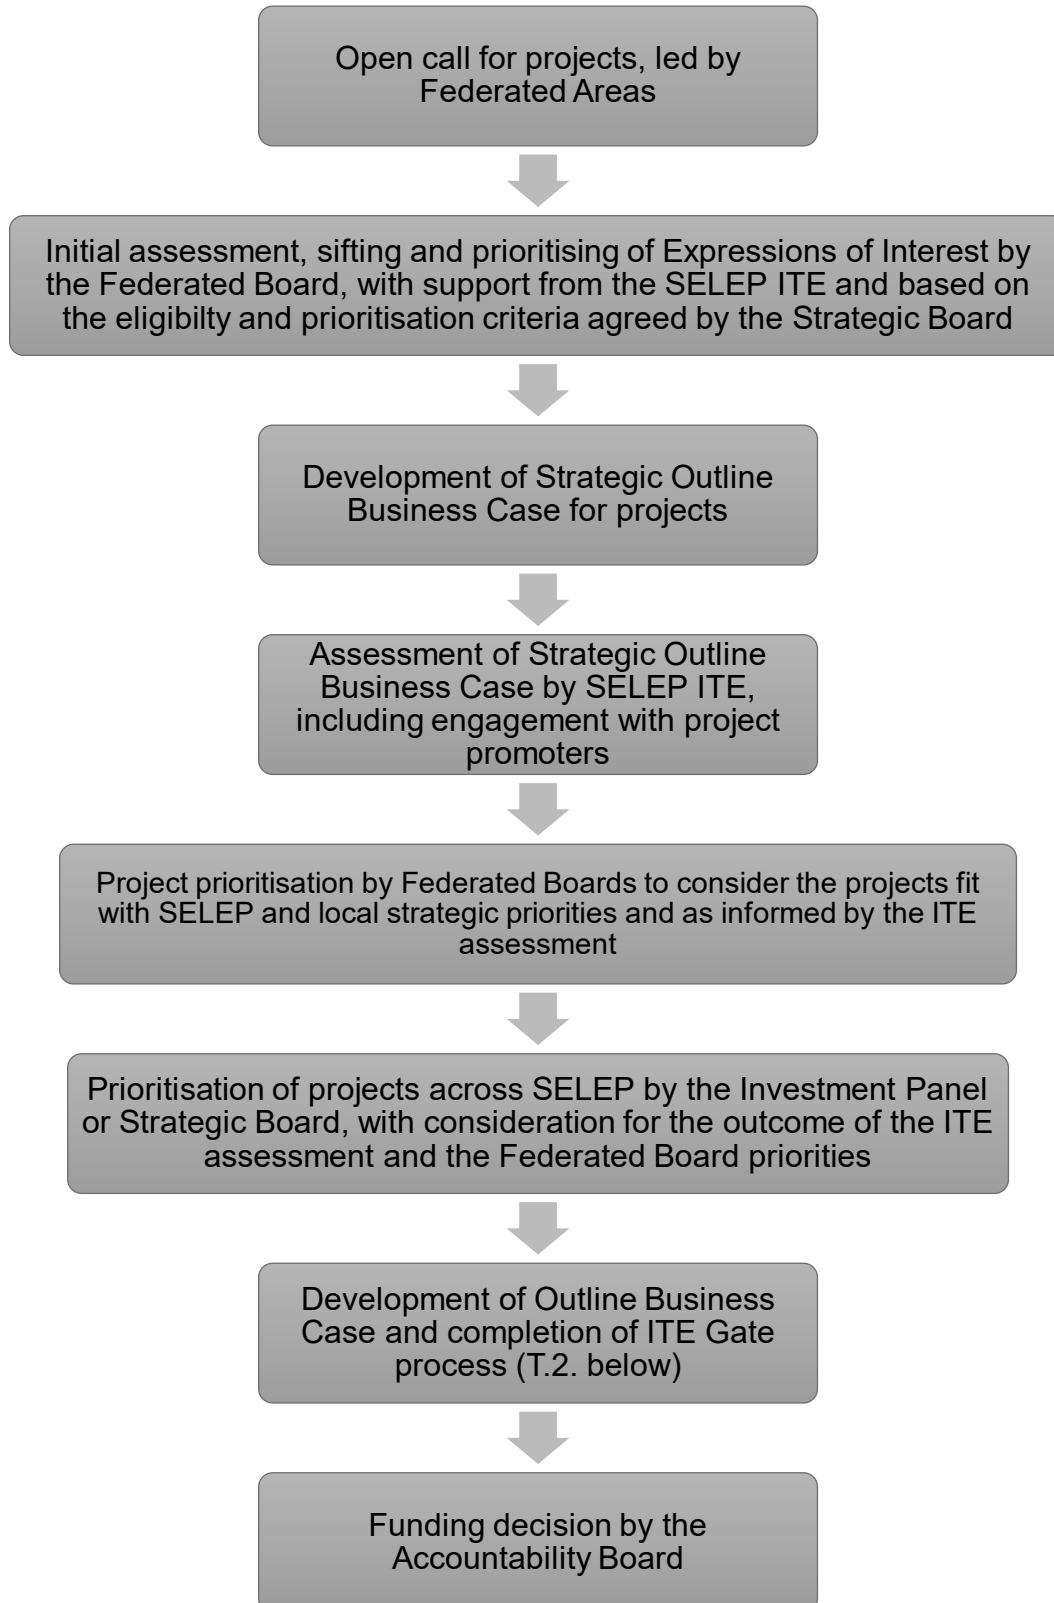 Open call for projects, led by
Federated Areas
Initial assessment, sifting and prioritising of Expressions of Interest by
the Federated Board, with support from the SELEP ITE and based on
the eligibilty and prioritisation criteria agreed by the Strategic Board
Development of Strategic Outline
Business Case for projects
Assessment of Strategic Outline
Business Case by SELEP ITE,
including engagement with project
promoters
Project prioritisation by Federated Boards to consider the projects fit
with SELEP and local strategic priorities and as informed by the ITE
assessment
Prioritisation of projects across SELEP by the Investment Panel
or Strategic Board, with consideration for the outcome of the ITE
assessment and the Federated Board priorities
Development of Outline Business
Case and completion of ITE Gate
process (T.2. below)
Funding decision by the
Accountability Board